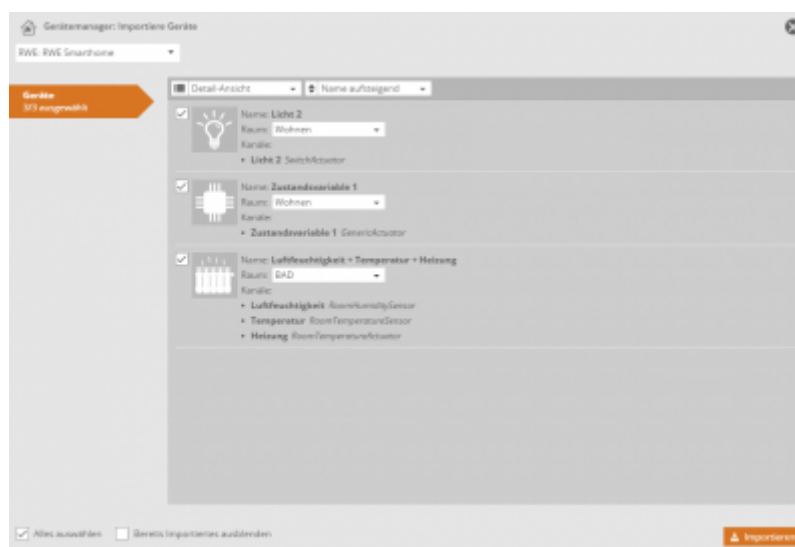 Gerätemanager: Importiere Geräte
RWE: RWE Smarthome
Geräte
3/3 ausgewählt
Detail-Ansicht
Name aufsteigend
Name: Licht 2
Raum: Wohnen
Kanäle:
• Licht 2 SwitchActuator
Name: Zustandsvariable 1
Raum: Wohnen
Kanäle:
• Zustandsvariable 1 GenericActuator
Name: Luftfeuchtigkeit + Temperatur + Heizung
Raum: BAD
Kanäle:
• Luftfeuchtigkeit RoomHumiditySensor
• Temperatur RoomTemperatureSensor
• Heizung RoomTemperatureActuator
Alles auswählen
Bereits Importiertes ausblenden
Importieren